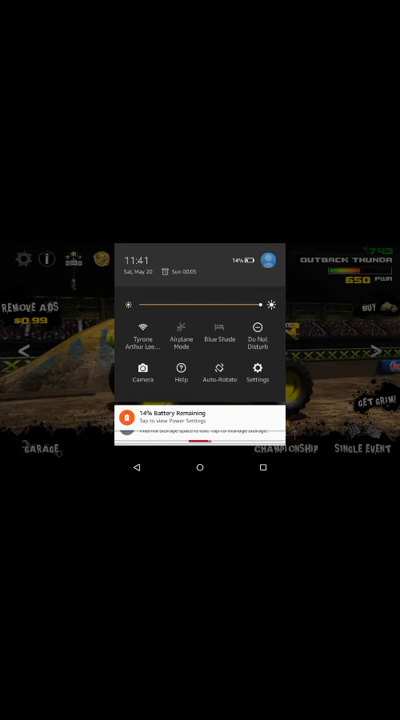 11:41
14%
Sat, May 20
Sun 00:05
Tyrone
Arthur Lee...
Airplane
Mode
Blue Shade
Do Not
Disturb
Camera
Help
Auto-Rotate
Settings
14% Battery Remaining
Tap to view Power Settings
REMOVE ADS
$0.99
OUTBACK THUNDA
650 PWR
BUY
GET GRIM
GARAGE
CHAMPIONSHIP
SINGLE EVENT